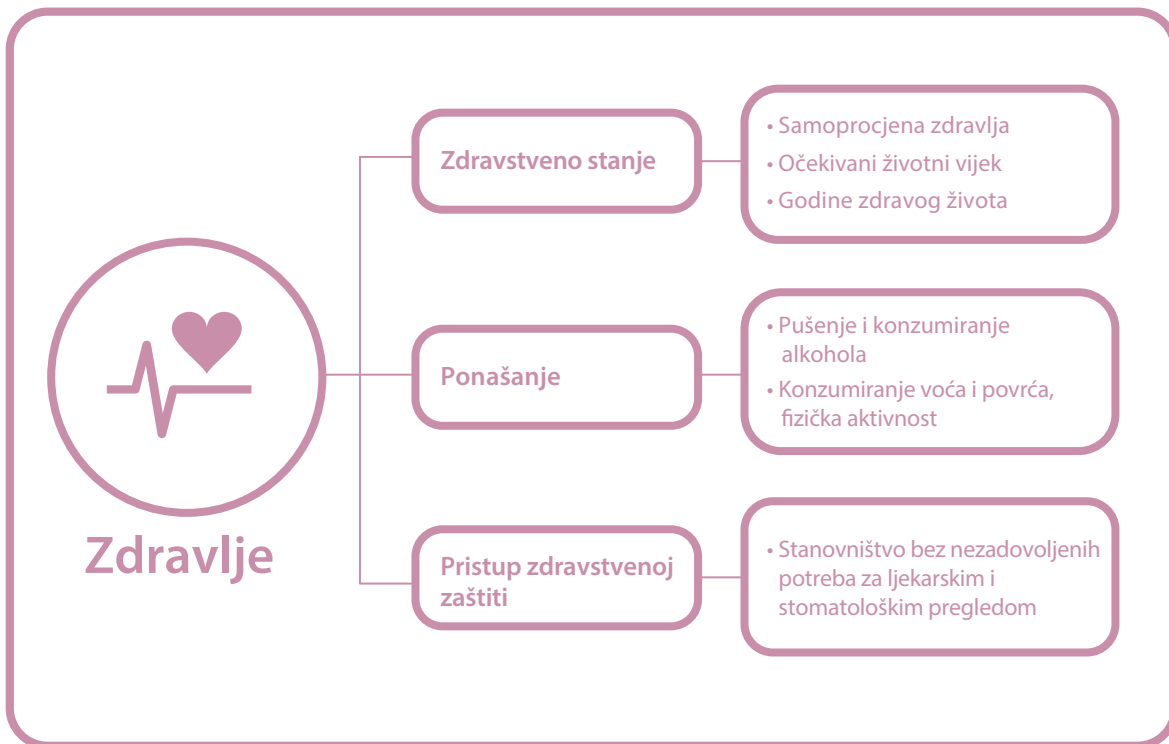 Zdravlje
Zdravstveno stanje
• Samoprocjena zdravlja
• Očekivani životni vijek
• Godine zdravog života
Ponašanje
• Pušenje i konzumiranje
alkohola
• Konzumiranje voća i povrća,
fizička aktivnost
Pristup zdravstvenoj
zaštiti
• Stanovništvo bez nezadovoljenih
potreba za ljekarskim i
stomatološkim pregledom